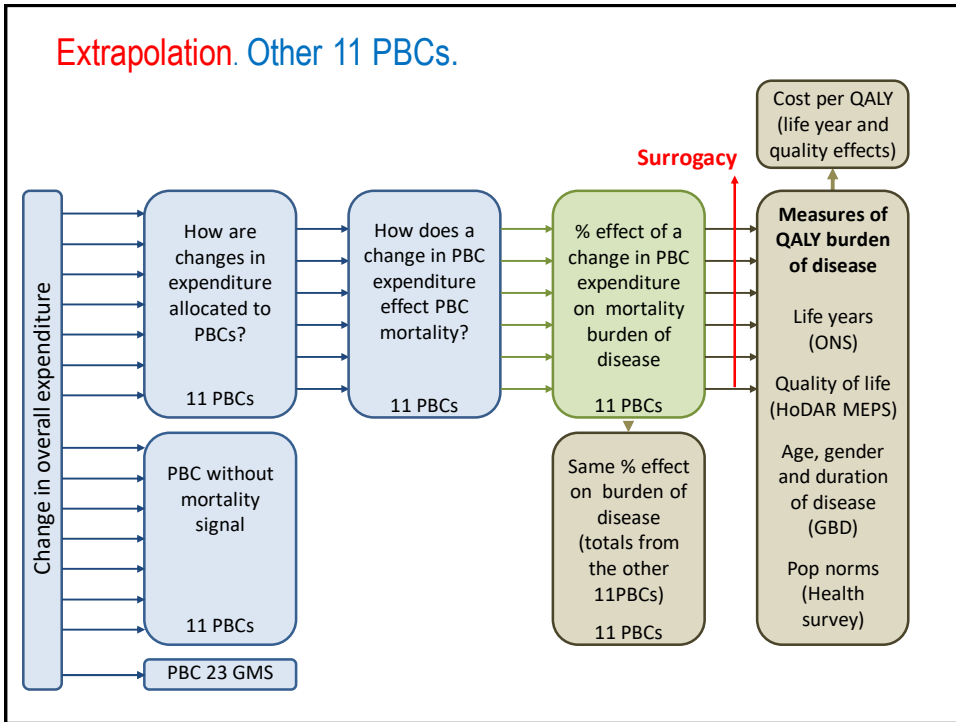 Extrapolation. Other 11 PBCs.
Cost per QALY
(life year and
quality effects)
Surrogacy
Change in overall expenditure
How are
changes in
expenditure
allocated to
PBCs?
11 PBCs
How does a
change in PBC
expenditure
effect PBC
mortality?
11 PBCs
% effect of a
change in PBC
expenditure
on mortality
burden of
disease
11 PBCs
Measures of
QALY burden
of disease
Life years
(ONS)
Quality of life
(HoDAR MEPS)
Age, gender
and duration
of disease
(GBD)
Pop norms
(Health
survey)
PBC without
mortality
signal
11 PBCs
Same % effect
on burden of
disease
(totals from
the other
11PBCs)
11 PBCs
PBC 23 GMS